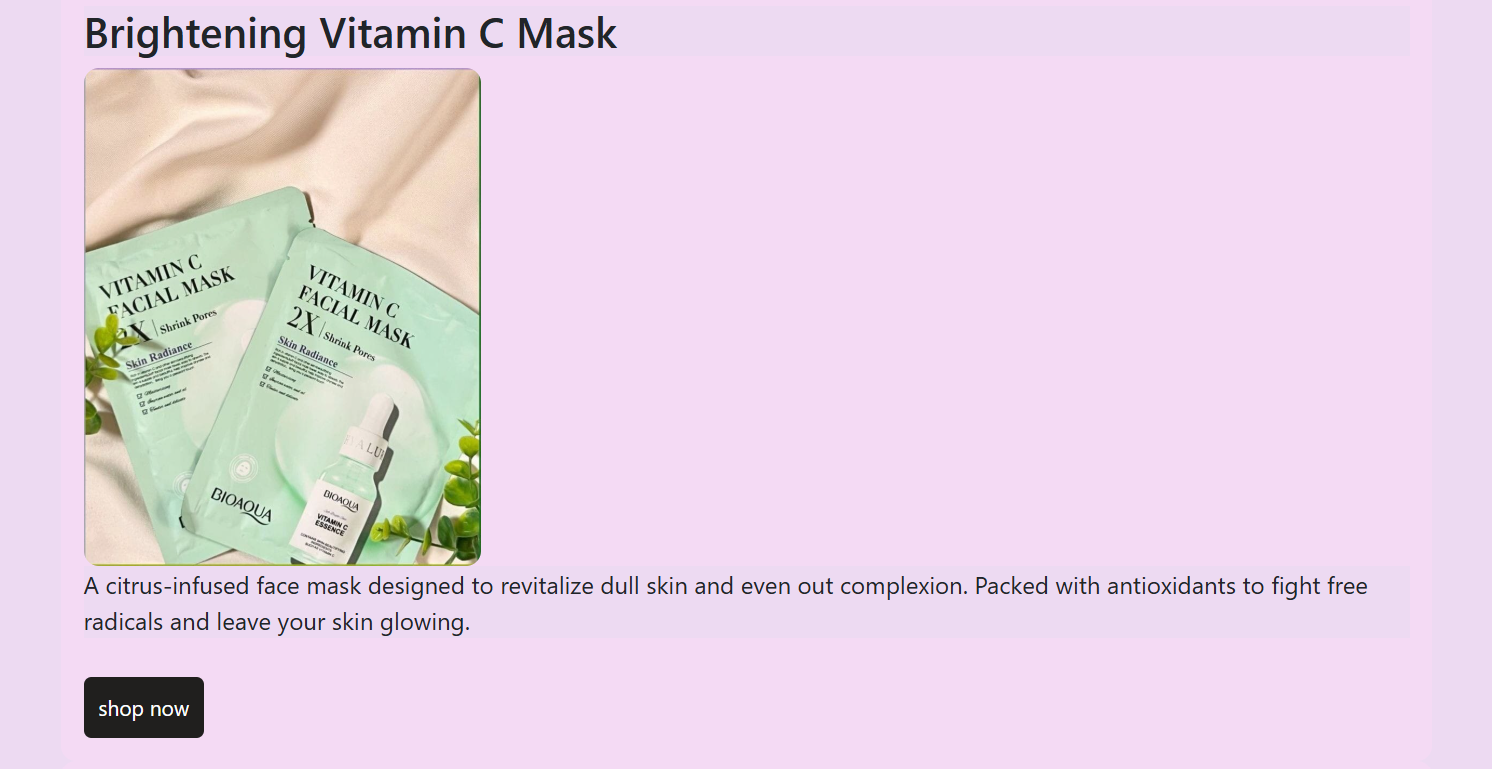 Brightening Vitamin C Mask
VITAMIN C
FACIAL MASK
2X | Shrink Pores
Skin Radiance
VITAMIN C
FACIAL MASK
2X | Shrink Pores
Skin Radiance
BIOAQUA
BIOAQUA
VITAMIN C
ESSENCE
A citrus-infused face mask designed to revitalize dull skin and even out complexion. Packed with antioxidants to fight free
radicals and leave your skin glowing.
shop now